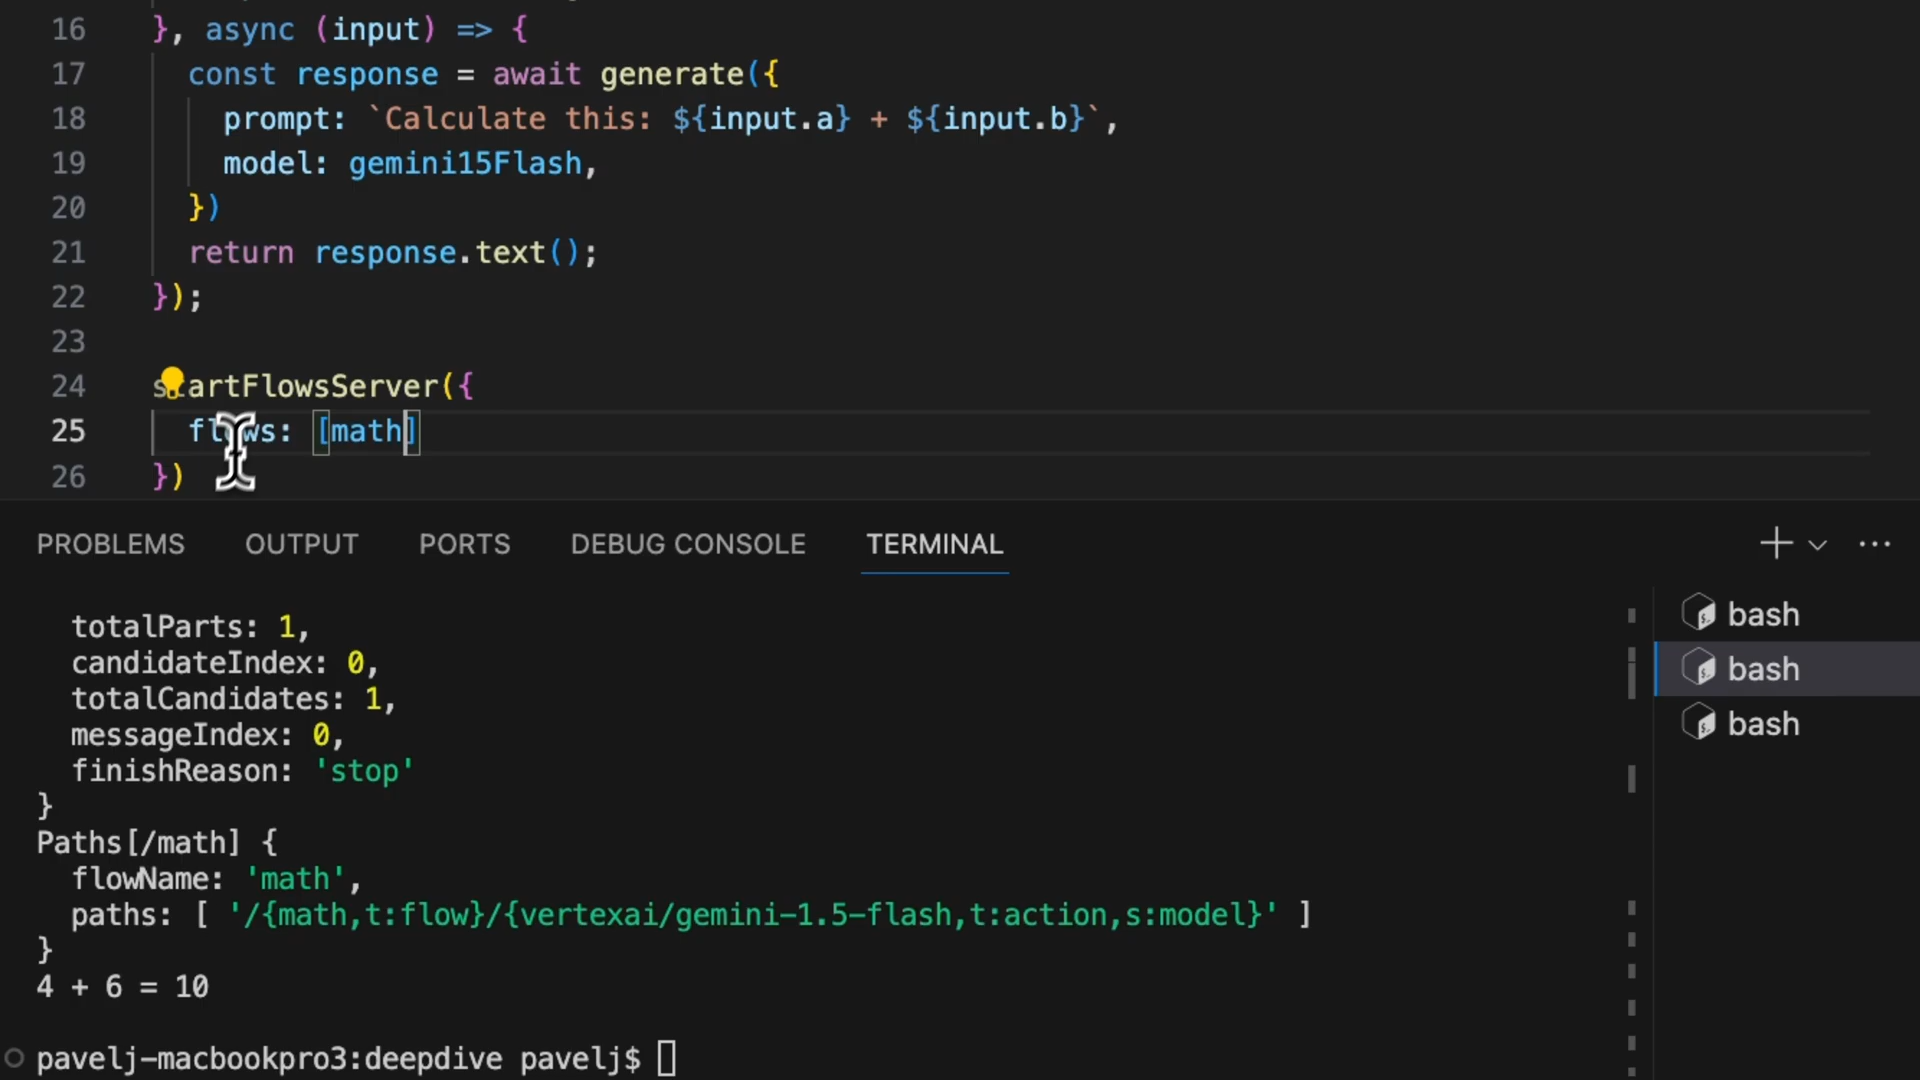 16 }, async (input) => {
17 const response = await generate({
18 prompt: `Calculate this: ${input.a} + ${input.b}`,
19 model: gemini15Flash,
20 })
21 return response.text();
22 });
23
24 startFlowsServer({
25 flows: [math]
26 })
PROBLEMS OUTPUT PORTS DEBUG CONSOLE TERMINAL
totalParts: 1,
candidateIndex: 0,
totalCandidates: 1,
messageIndex: 0,
finishReason: 'stop'
}
Paths[/math] {
flowName: 'math',
paths: [ '/{math,t:flow}/{vertexai/gemini-1.5-flash,t:action,s:model}' ]
}
4 + 6 = 10
pavelj-macbookpro3:deepdive pavelj$
bash
bash
bash